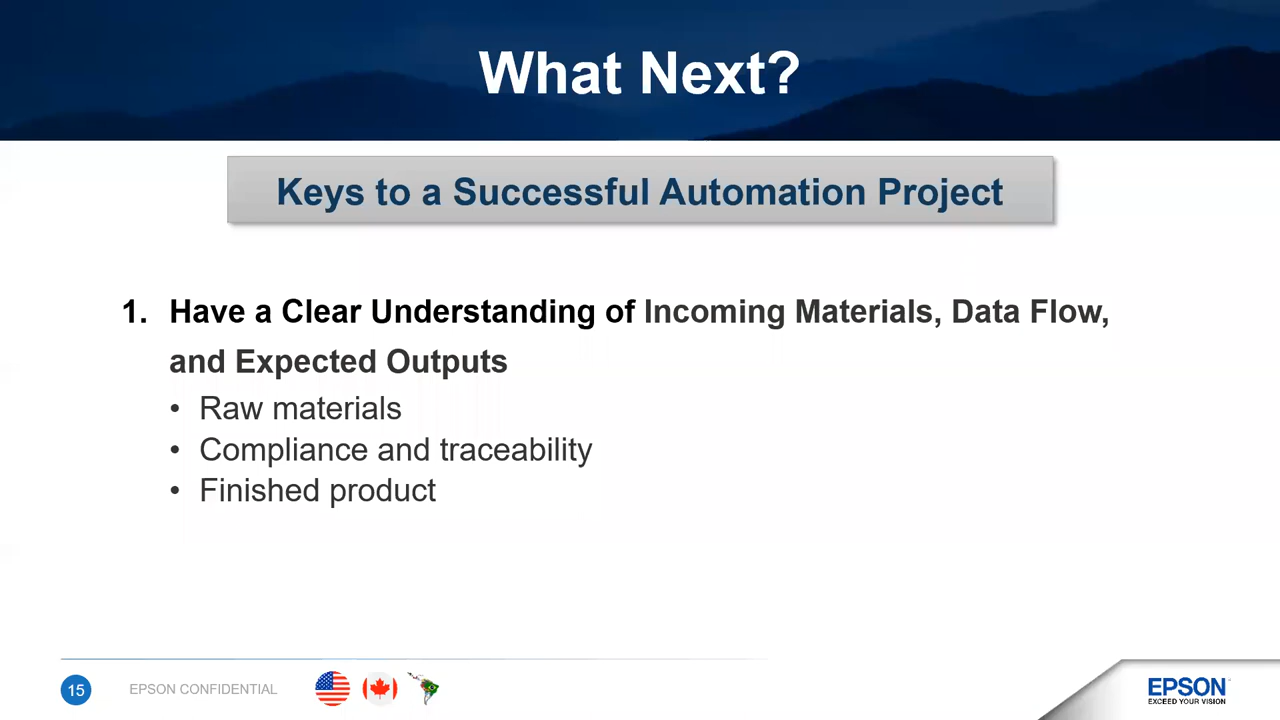 What Next?
Keys to a Successful Automation Project
1. Have a Clear Understanding of Incoming Materials, Data Flow,
and Expected Outputs
• Raw materials
• Compliance and traceability
• Finished product
15 EPSON CONFIDENTIAL
EPSON
EXCEED YOUR VISION